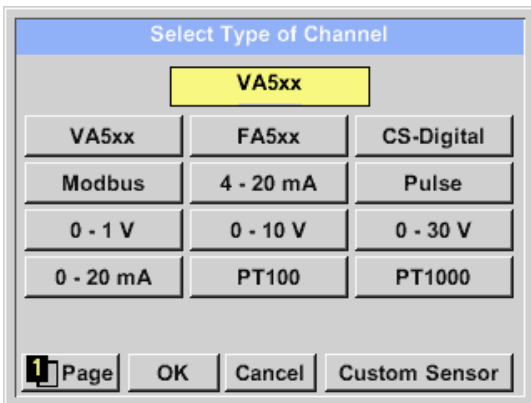 Select Type of Channel
VA5xx
VA5xx FA5xx CS-Digital
Modbus 4 - 20 mA Pulse
0 - 1 V 0 - 10 V 0 - 30 V
0 - 20 mA PT100 PT1000
1 Page OK Cancel Custom Sensor